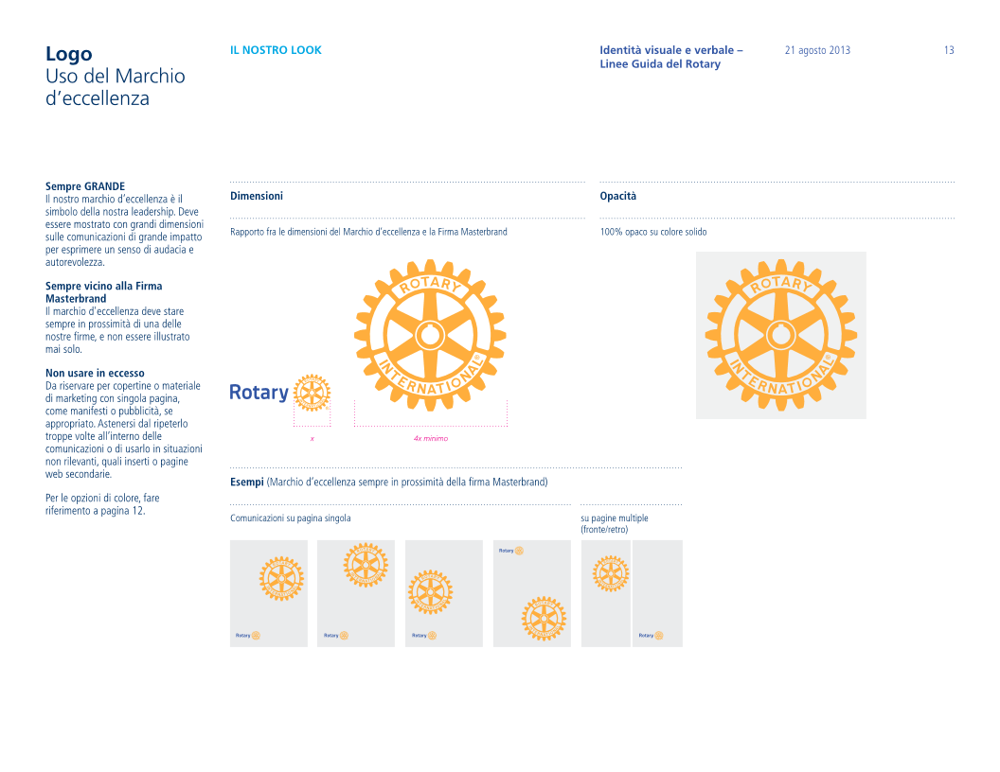 Logo
Uso del Marchio
d’eccellenza
IL NOSTRO LOOK
Identità visuale e verbale –
Linee Guida del Rotary
21 agosto 2013
13
Sempre GRANDE
Il nostro marchio d’eccellenza è il
simbolo della nostra leadership. Deve
essere mostrato con grandi dimensioni
sulle comunicazioni di grande impatto
per esprimere un senso di audacia e
autorevolezza.
Sempre vicino alla Firma
Masterbrand
Il marchio d’eccellenza deve stare
sempre in prossimità di una delle
nostre firme, e non essere illustrato
mai solo.
Non usare in eccesso
Da riservare per copertine o materiale
di marketing con singola pagina,
come manifesti o pubblicità, se
appropriato. Astenersi dal ripeterlo
troppe volte all’interno delle
comunicazioni o di usarlo in situazioni
non rilevanti, quali inserti o pagine
web secondarie.
Per le opzioni di colore, fare
riferimento a pagina 12.
Dimensioni
Rapporto fra le dimensioni del Marchio d’eccellenza e la Firma Masterbrand
Rotary
ROTARY
INTERNATIONAL®
x
4x minimo
Opacità
100% opaco su colore solido
ROTARY
INTERNATIONAL®
Esempi (Marchio d’eccellenza sempre in prossimità della firma Masterbrand)
Comunicazioni su pagina singola
su pagine multiple
(fronte/retro)
Rotary
Rotary
Rotary
Rotary
Rotary